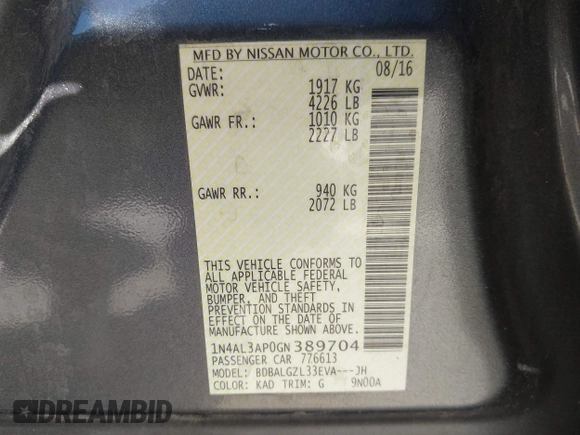 MFD BY NISSAN MOTOR CO., LTD.
DATE: 08/16
GVWR: 1917 KG
4226 LB
GAWR FR.: 1010 KG
2227 LB
GAWR RR.: 940 KG
2072 LB
THIS VEHICLE CONFORMS TO
ALL APPLICABLE FEDERAL
MOTOR VEHICLE SAFETY,
BUMPER, AND THEFT
PREVENTION STANDARDS IN
EFFECT ON THE DATE OF
MANUFACTURE SHOWN ABOVE.
1N4AL3AP0GN389704
PASSENGER CAR 776613
MODEL: BDBALGZL33EVA---JH
COLOR: KAD TRIM: G 9N00A
DREAMBID